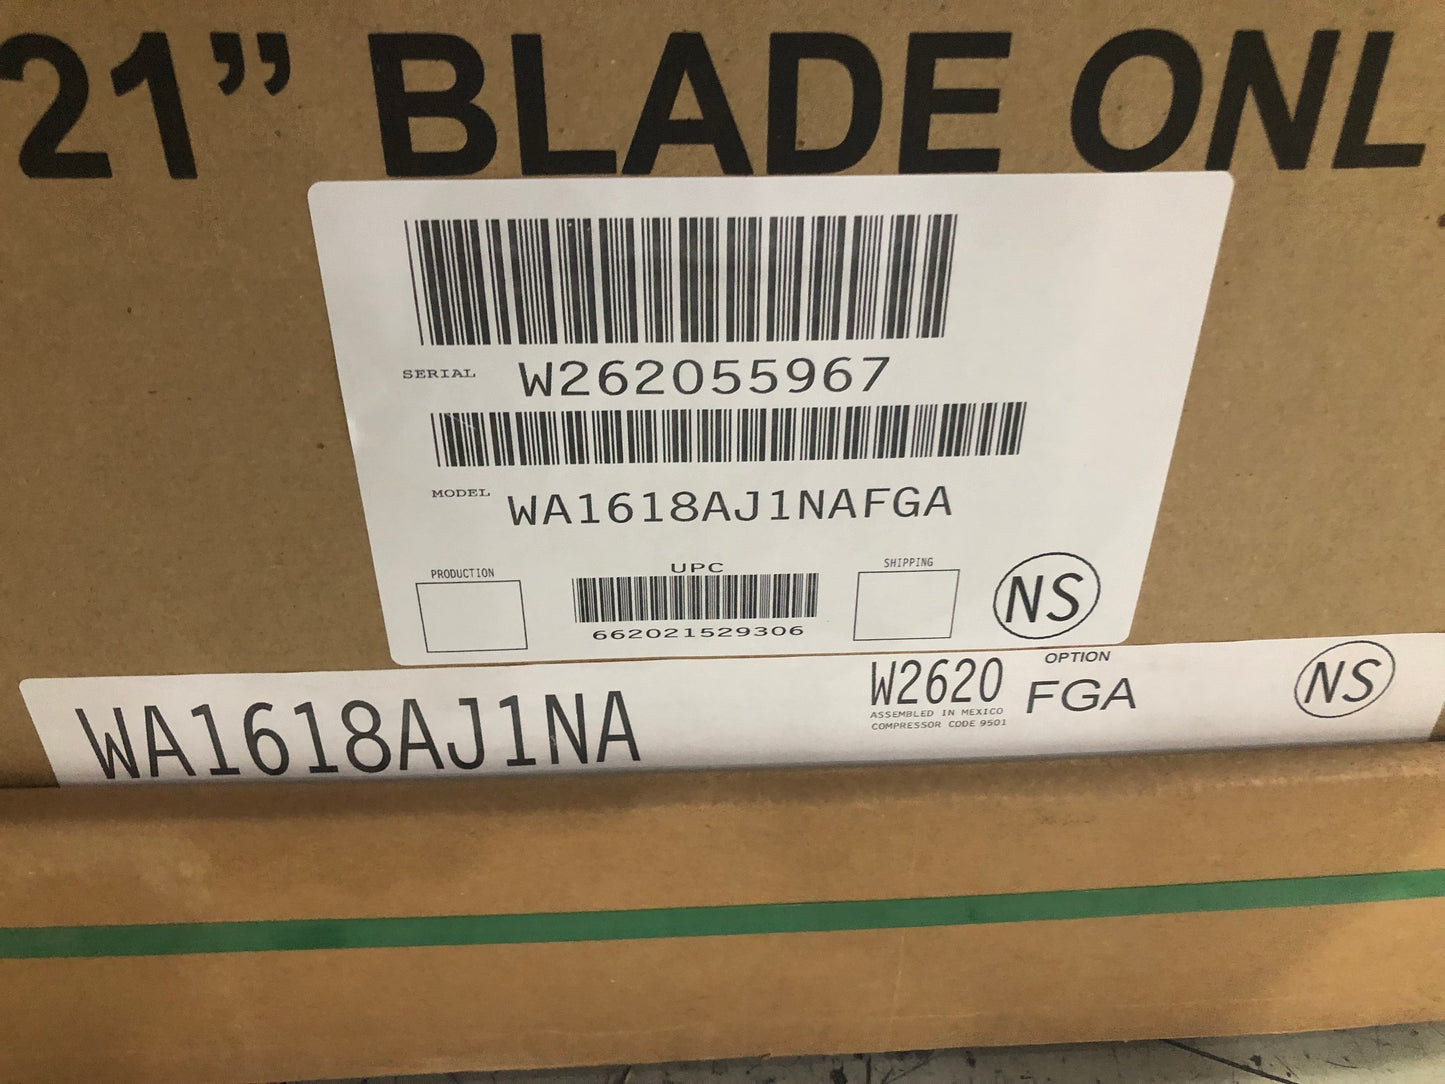 21” BLADE ONL
SERIAL W262055967
MODEL WA1618AJ1NAFGA
PRODUCTION
UPC
662021529306
SHIPPING
NS
WA1618AJ1NA
W2620
ASSEMBLED IN MEXICO
COMPRESSOR CODE 9501
OPTION
FGA
NS